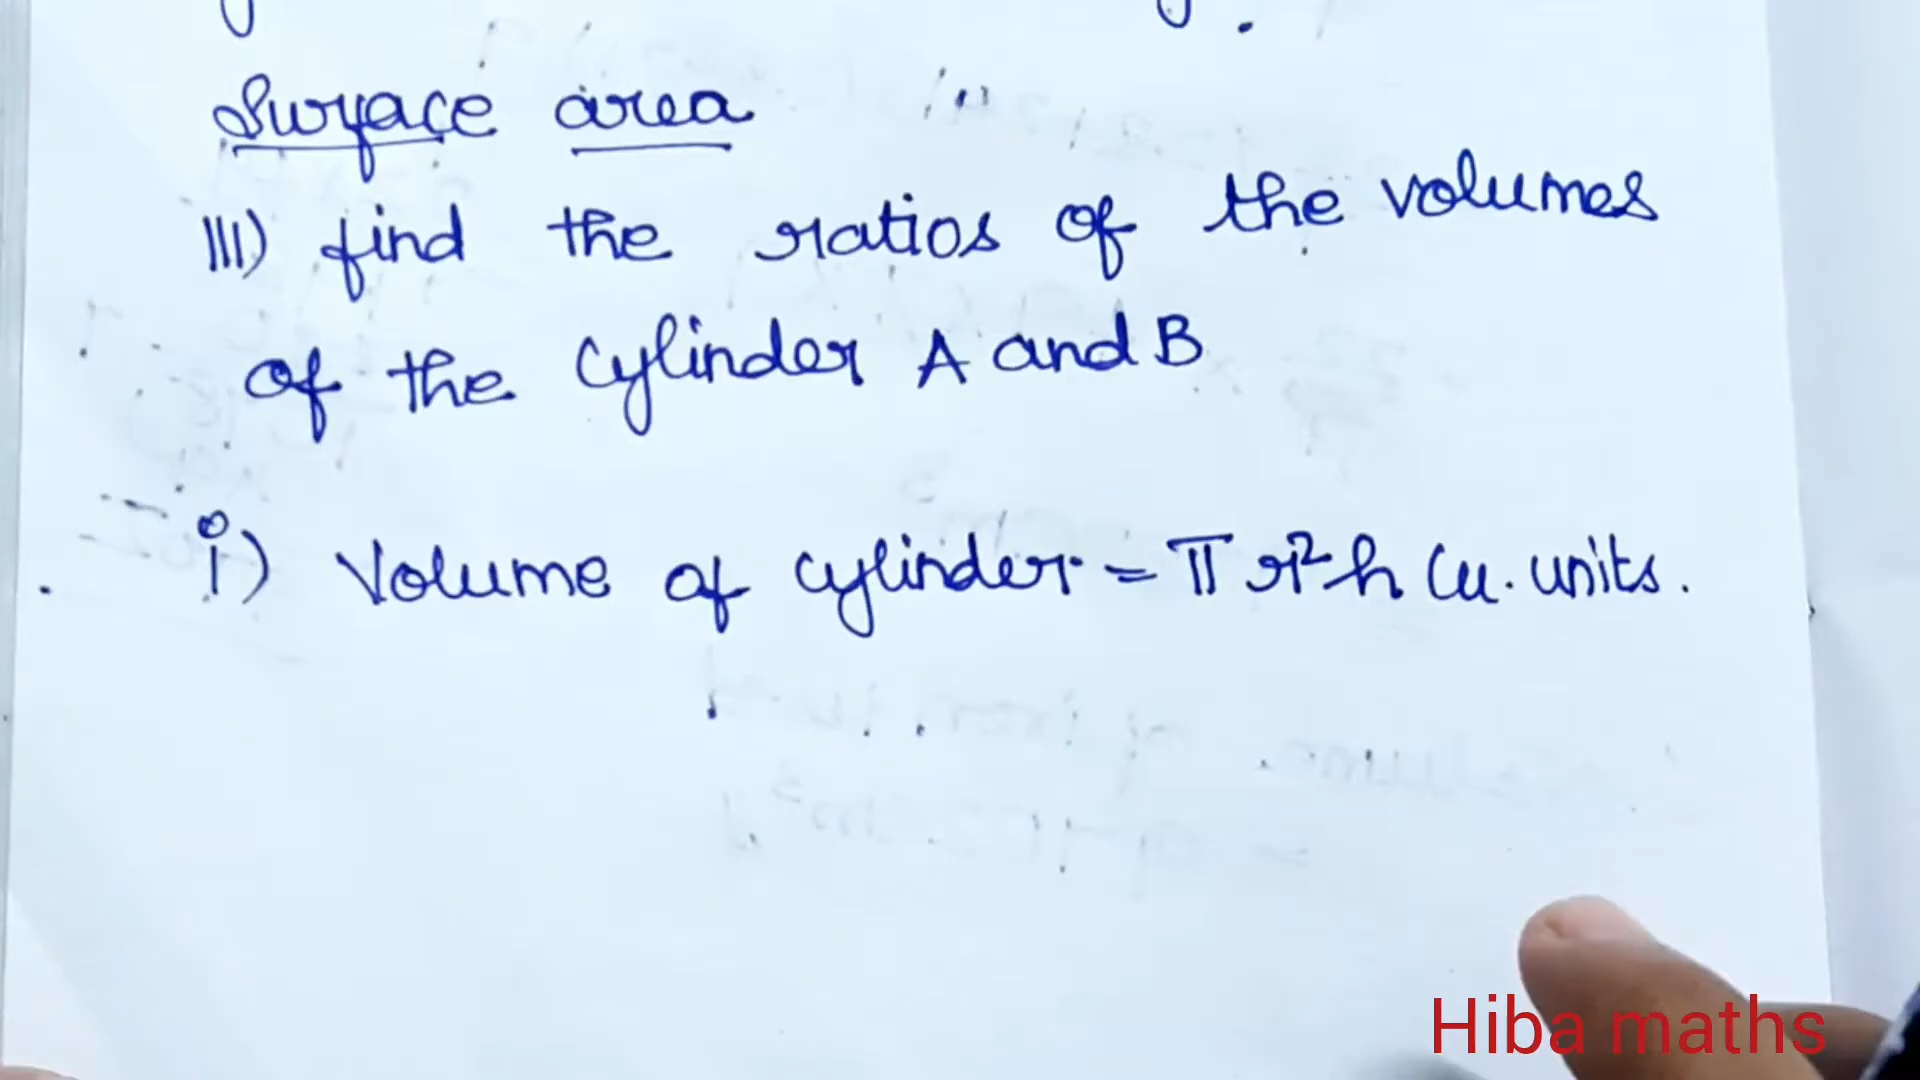 Surface area
III) find the ratios of the volumes
of the Cylinder A and B
i) Volume of cylinder = π r² h Cu. units.
Hiba maths